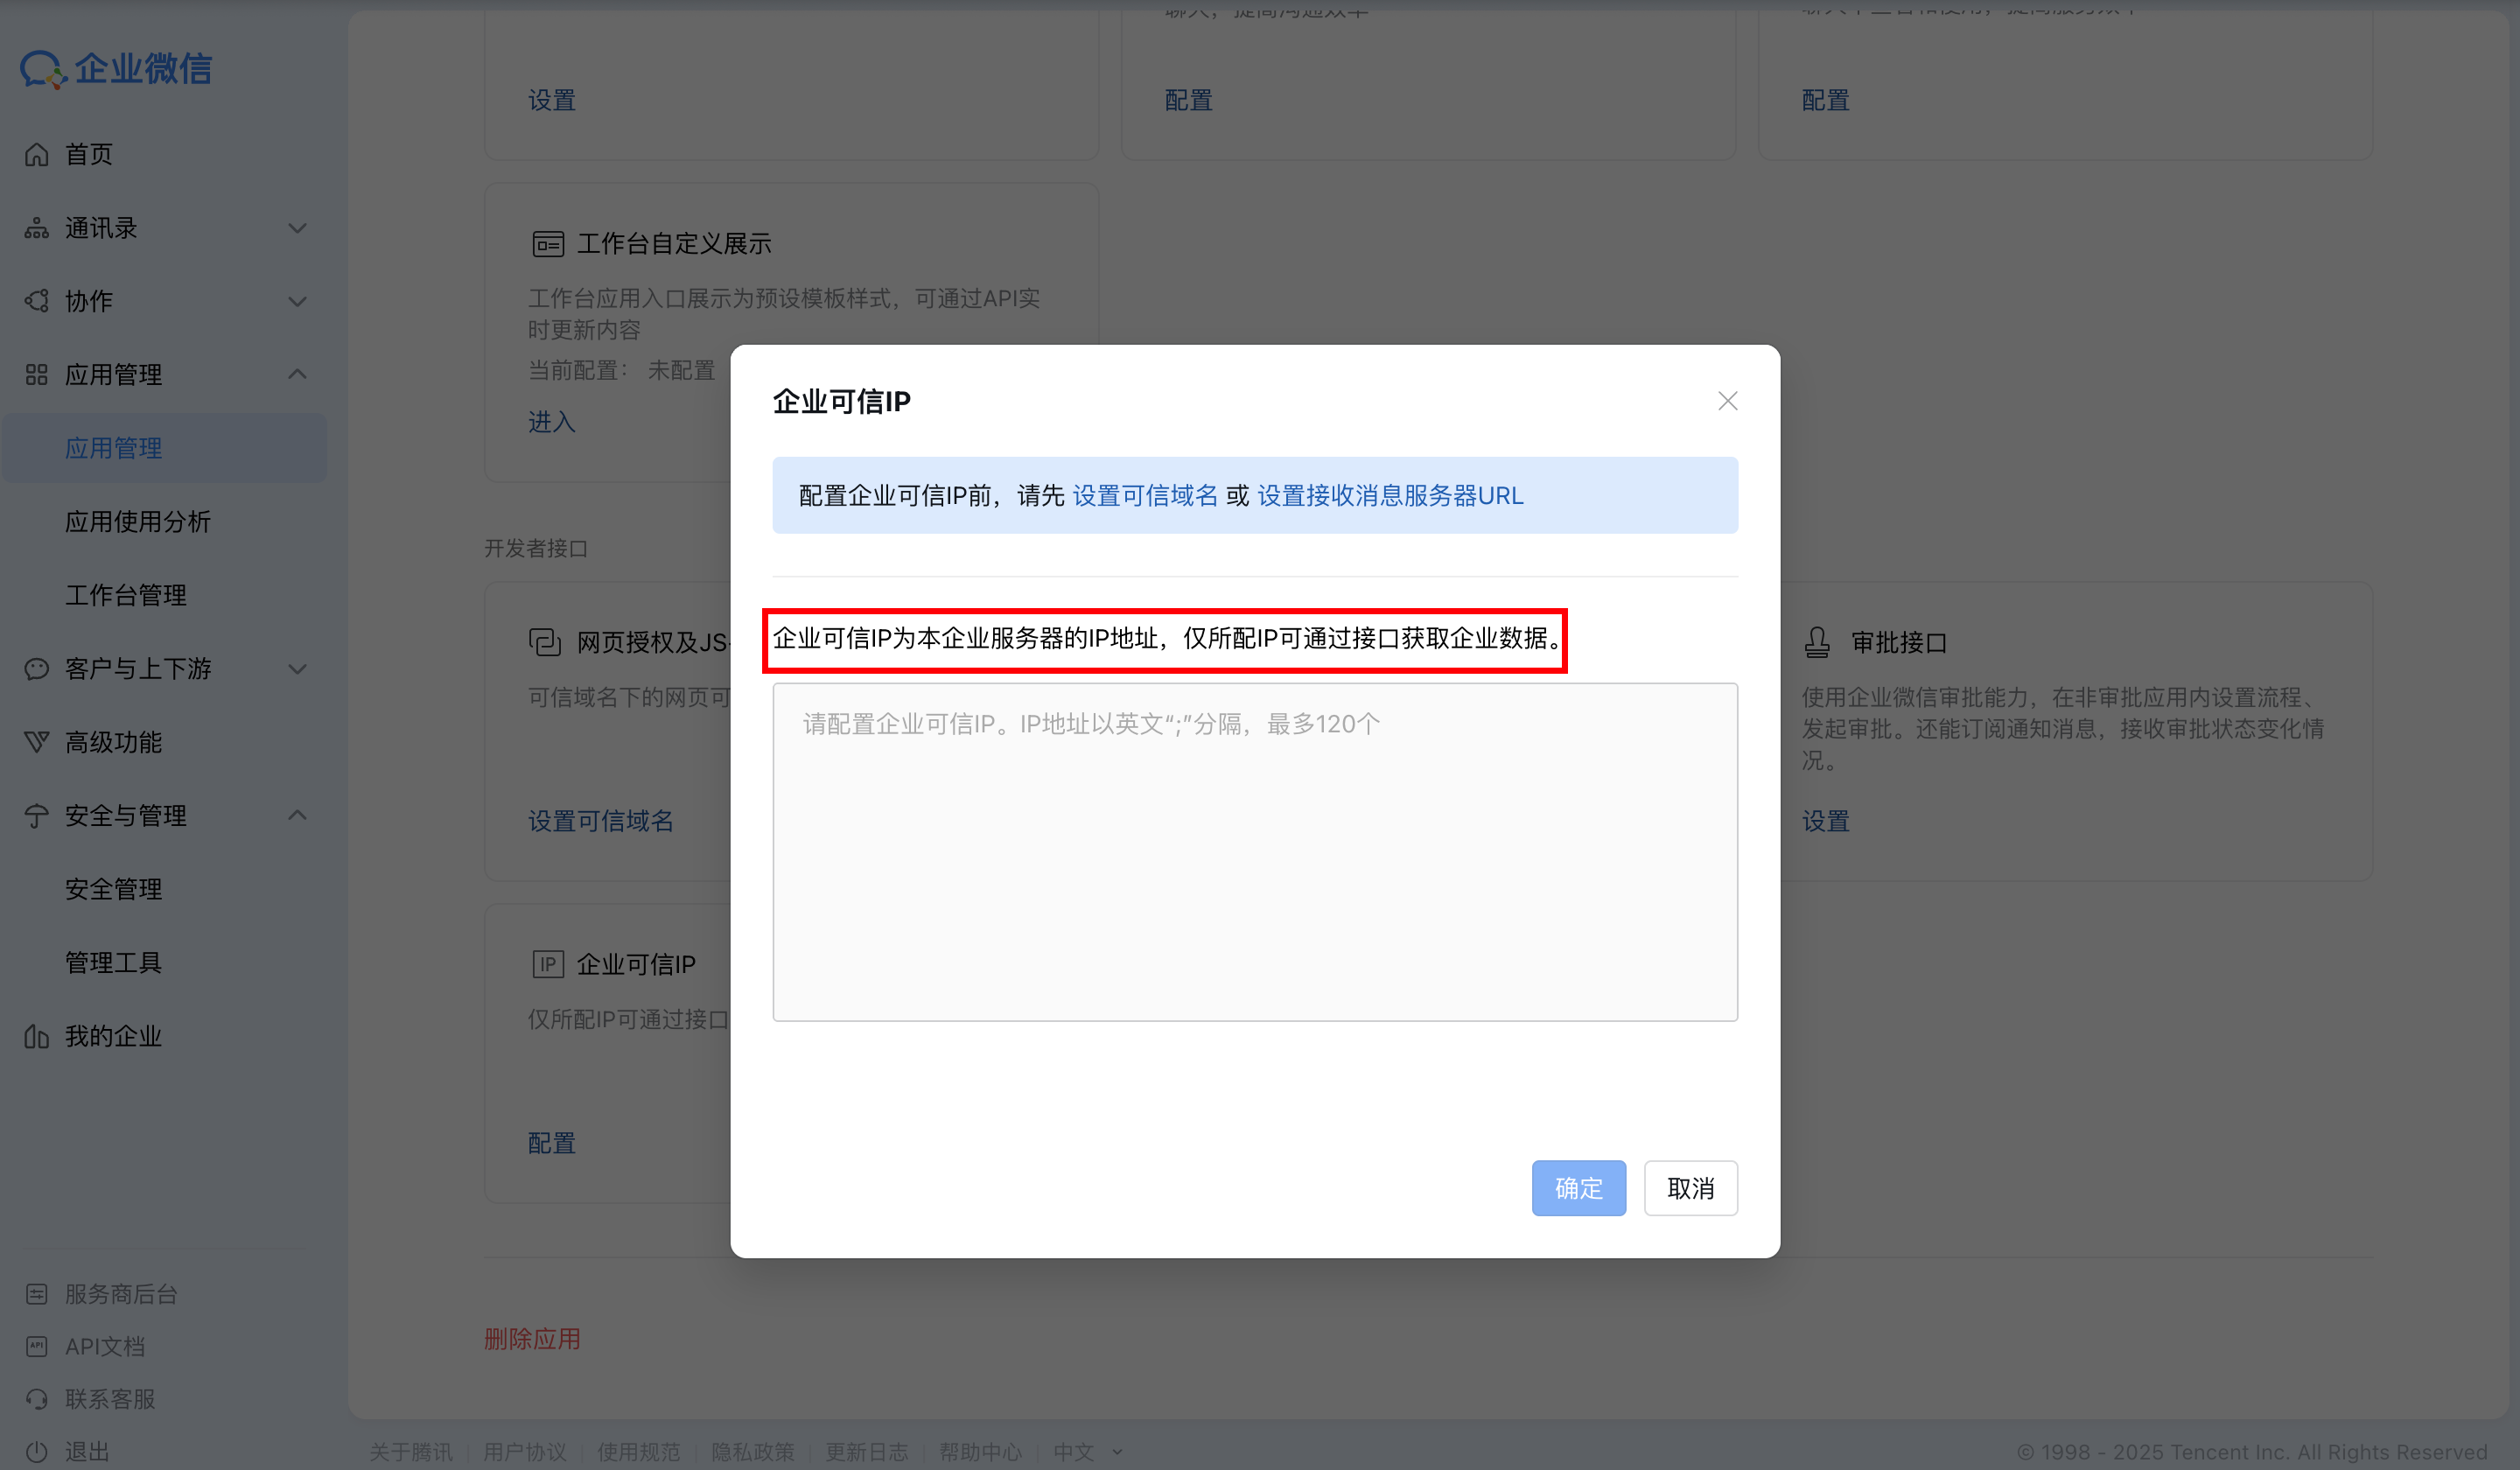 企业微信
首页
通讯录
协作
应用管理
应用管理
应用使用分析
工作台管理
客户与上下游
高级功能
安全与管理
安全管理
管理工具
我的企业
服务商后台
API文档
联系客服
退出
设置
配置
配置
工作台自定义展示
工作台应用入口展示为预设模板样式，可通过API实
时更新内容
当前配置： 未配置
进入
开发者接口
网页授权及JS-
可信域名下的网页可
设置可信域名
审批接口
使用企业微信审批能力，在非审批应用内设置流程、
发起审批。还能订阅通知消息，接收审批状态变化情
况。
设置
IP 企业可信IP
仅所配IP可通过接口
配置
企业可信IP
配置企业可信IP前，请先 设置可信域名 或 设置接收消息服务器URL
企业可信IP为本企业服务器的IP地址，仅所配IP可通过接口获取企业数据。
请配置企业可信IP。IP地址以英文“;”分隔，最多120个
确定
取消
删除应用
关于腾讯 用户协议 使用规范 隐私政策 更新日志 帮助中心 中文
© 1998 - 2025 Tencent Inc. All Rights Reserved